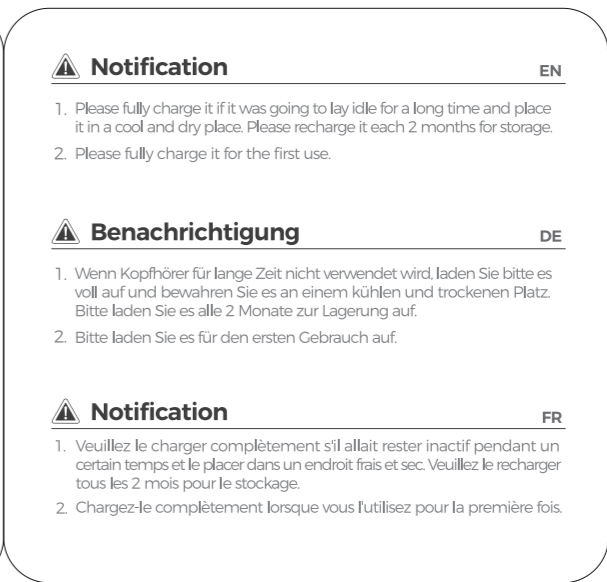 Notification EN
1. Please fully charge it if it was going to lay idle for a long time and place
it in a cool and dry place. Please recharge it each 2 months for storage.
2. Please fully charge it for the first use.
Benachrichtigung DE
1. Wenn Kopfhörer für lange Zeit nicht verwendet wird, laden Sie bitte es
voll auf und bewahren Sie es an einem kühlen und trockenen Platz.
Bitte laden Sie es alle 2 Monate zur Lagerung auf.
2. Bitte laden Sie es für den ersten Gebrauch auf.
Notification FR
1. Veuillez le charger complètement s'il allait rester inactif pendant un
certain temps et le placer dans un endroit frais et sec. Veuillez le recharger
tous les 2 mois pour le stockage.
2. Chargez-le complètement lorsque vous l'utilisez pour la première fois.